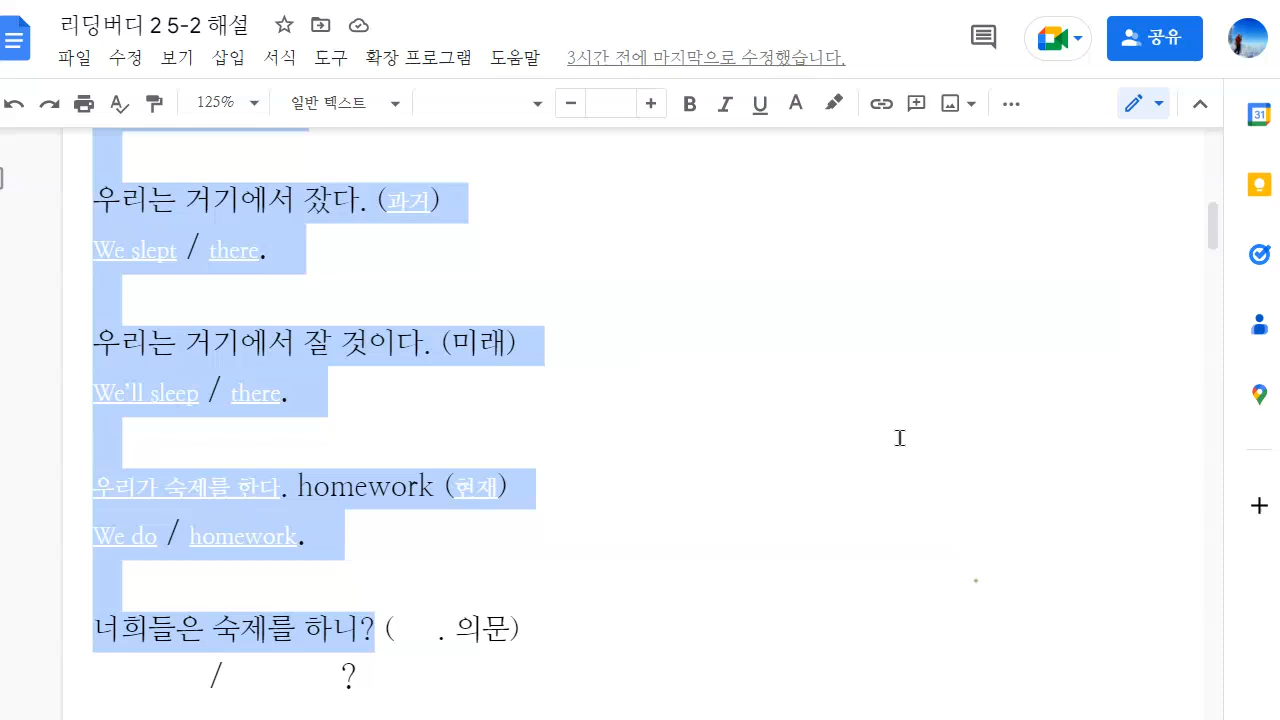 리딩버디 2 5-2 해설
파일 수정 보기 삽입 서식 도구 확장 프로그램 도움말 3시간 전에 마지막으로 수정했습니다.
공유
125% 일반 텍스트 B I U A
31
우리는 거기에서 잤다. (과거)
We slept / there.
우리는 거기에서 잘 것이다. (미래)
We'll sleep / there.
우리가 숙제를 한다. homework (현재)
We do / homework.
너희들은 숙제를 하니? ( . 의문)
/ ?